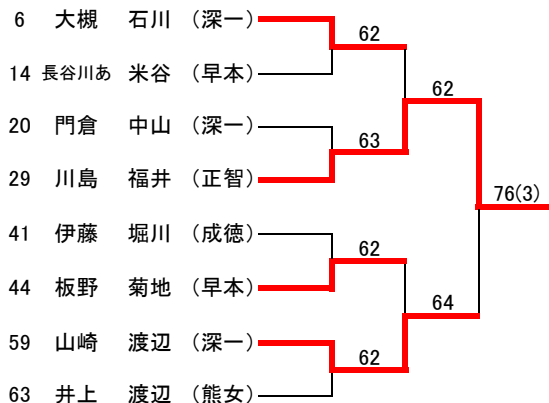 6 大槻 石川 （深一）
62
14 長谷川あ 米谷 （早本）
62
20 門倉 中山 （深一）
63
29 川島 福井 （正智）
76(3)
41 伊藤 堀川 （成徳）
62
44 板野 菊地 （早本）
64
59 山崎 渡辺 （深一）
62
63 井上 渡辺 （熊女）